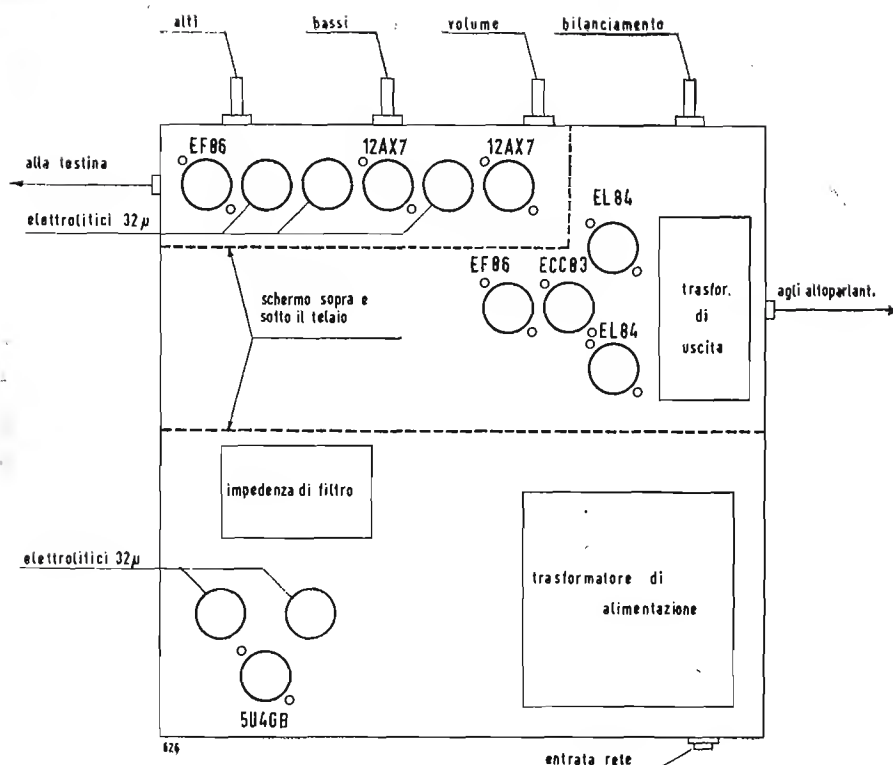 alti
bassi
volume
bilanciamento
EF86
12AX7
12AX7
alla testina
EL84
elettrolitici 32µ
EF86
ECC83
schermo sopra e
sotto il telaio
trasfor.
di
uscita
agli altoparlant.
EL84
impedenza di filtro
elettrolitici 32µ
trasformatore di
alimentazione
5U4GB
626
entrata rete